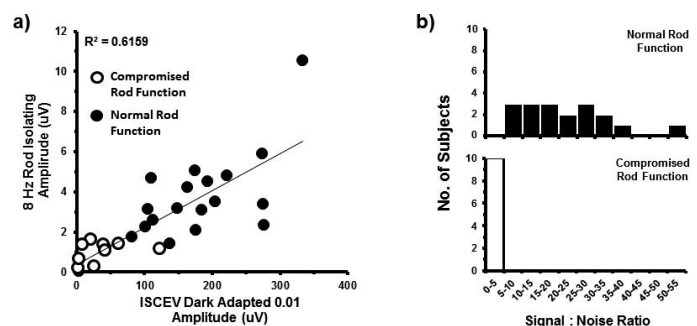 a)
R² = 0.6159
Compromised
Rod Function
Normal Rod
Function
8 Hz Rod Isolating
Amplirude (uV)
12
10
8
6
4
2
0
0
100
200
300
400
ISCEV Dark Adapted 0.01
Amplitude (uV)
b)
Normal Rod
Function
10
8
6
4
2
0
Compromised
Rod Function
10
8
6
4
2
0
No. of Subjects
0-5
5-10
10-15
15-20
20-25
25-30
30-35
35-40
40-45
45-50
50-55
Signal : Noise Ratio